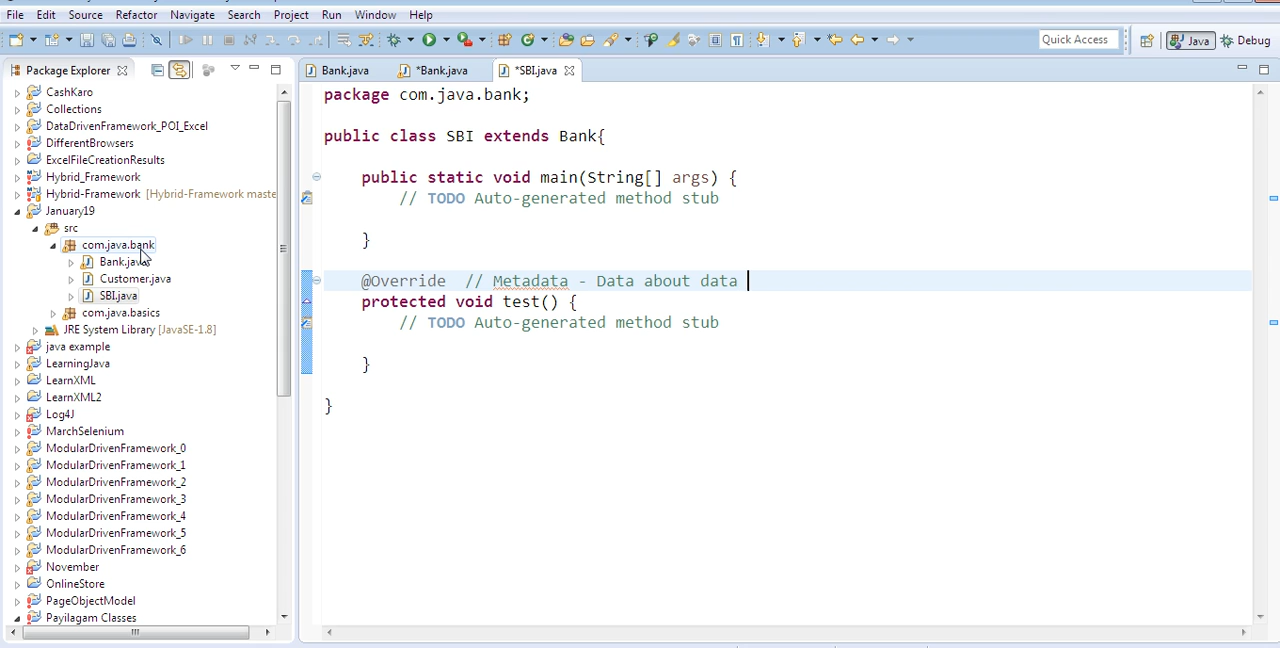 File Edit Source Refactor Navigate Search Project Run Window Help
Quick Access Java Debug
Package Explorer Bank.java *Bank.java *SBI.java
CashKaro
Collections
DataDrivenFramework_POI_Excel
DifferentBrowsers
ExcelFileCreationResults
Hybrid_Framework
Hybrid-Framework [Hybrid-Framework maste
January19
src
com.java.bank
Bank.java
Customer.java
SBI.java
com.java.basics
JRE System Library [JavaSE-1.8]
java example
LearningJava
LearnXML
LearnXML2
Log4J
MarchSelenium
ModularDrivenFramework_0
ModularDrivenFramework_1
ModularDrivenFramework_2
ModularDrivenFramework_3
ModularDrivenFramework_4
ModularDrivenFramework_5
ModularDrivenFramework_6
November
OnlineStore
PageObjectModel
Payilagam Classes
package com.java.bank;
public class SBI extends Bank{
public static void main(String[] args) {
// TODO Auto-generated method stub
}
@Override // Metadata - Data about data
protected void test() {
// TODO Auto-generated method stub
}
}